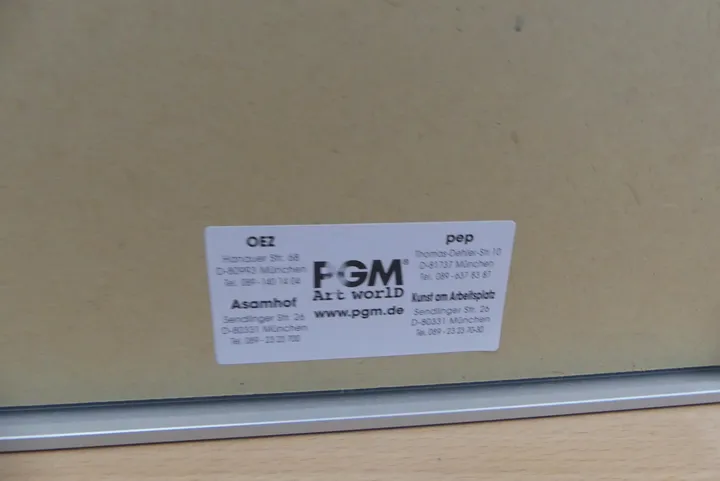 OEZ
Hanauer Str. 68
D-80993 München
Tel. 089-140 14 04
Asamhof
Sendlinger Str. 26
D-80331 München
Tel. 089 - 23 23 700
PGM®
Art worlD
www.pgm.de
pep
Thomas-Dehler-Str. 10
D-81737 München
Tel. 089 - 637 83 87
Kunst am Arbeitsplatz
Sendlinger Str. 26
D-80331 München
Tel. 089 - 23 23 70-30